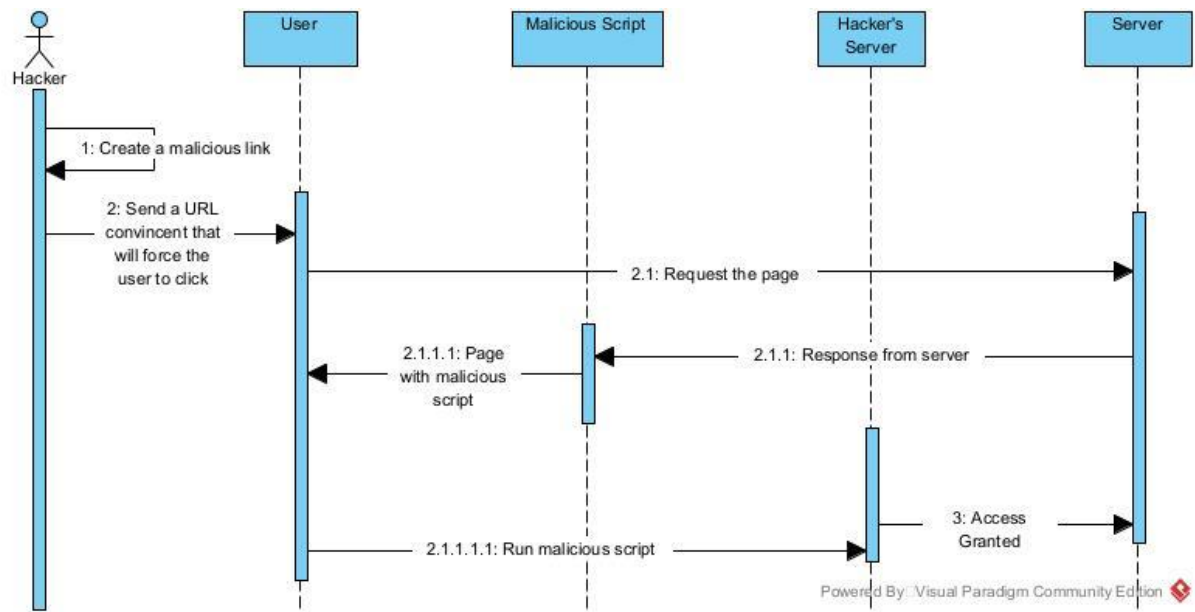 User
Malicious Script
Hacker's
Server
Server
Hacker
1: Create a malicious link
2: Send a URL
convincent that
will force the
user to click
2.1: Request the page
2.1.1: Response from server
2.1.1.1: Page
with malicious
script
3: Access
Granted
2.1.1.1.1: Run malicious script
Powered By Visual Paradigm Community Edition